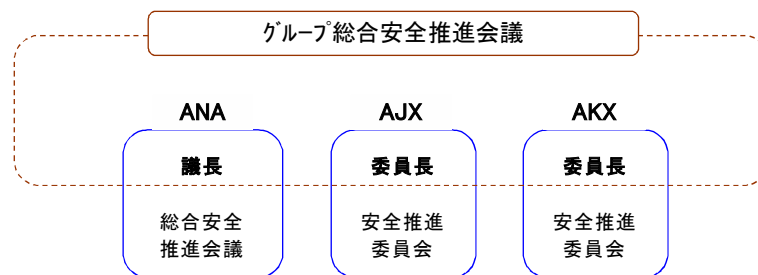 グループ総合安全推進会議
ANA
AJX
AKX
議長
委員長
委員長
総合安全
推進会議
安全推進
委員会
安全推進
委員会